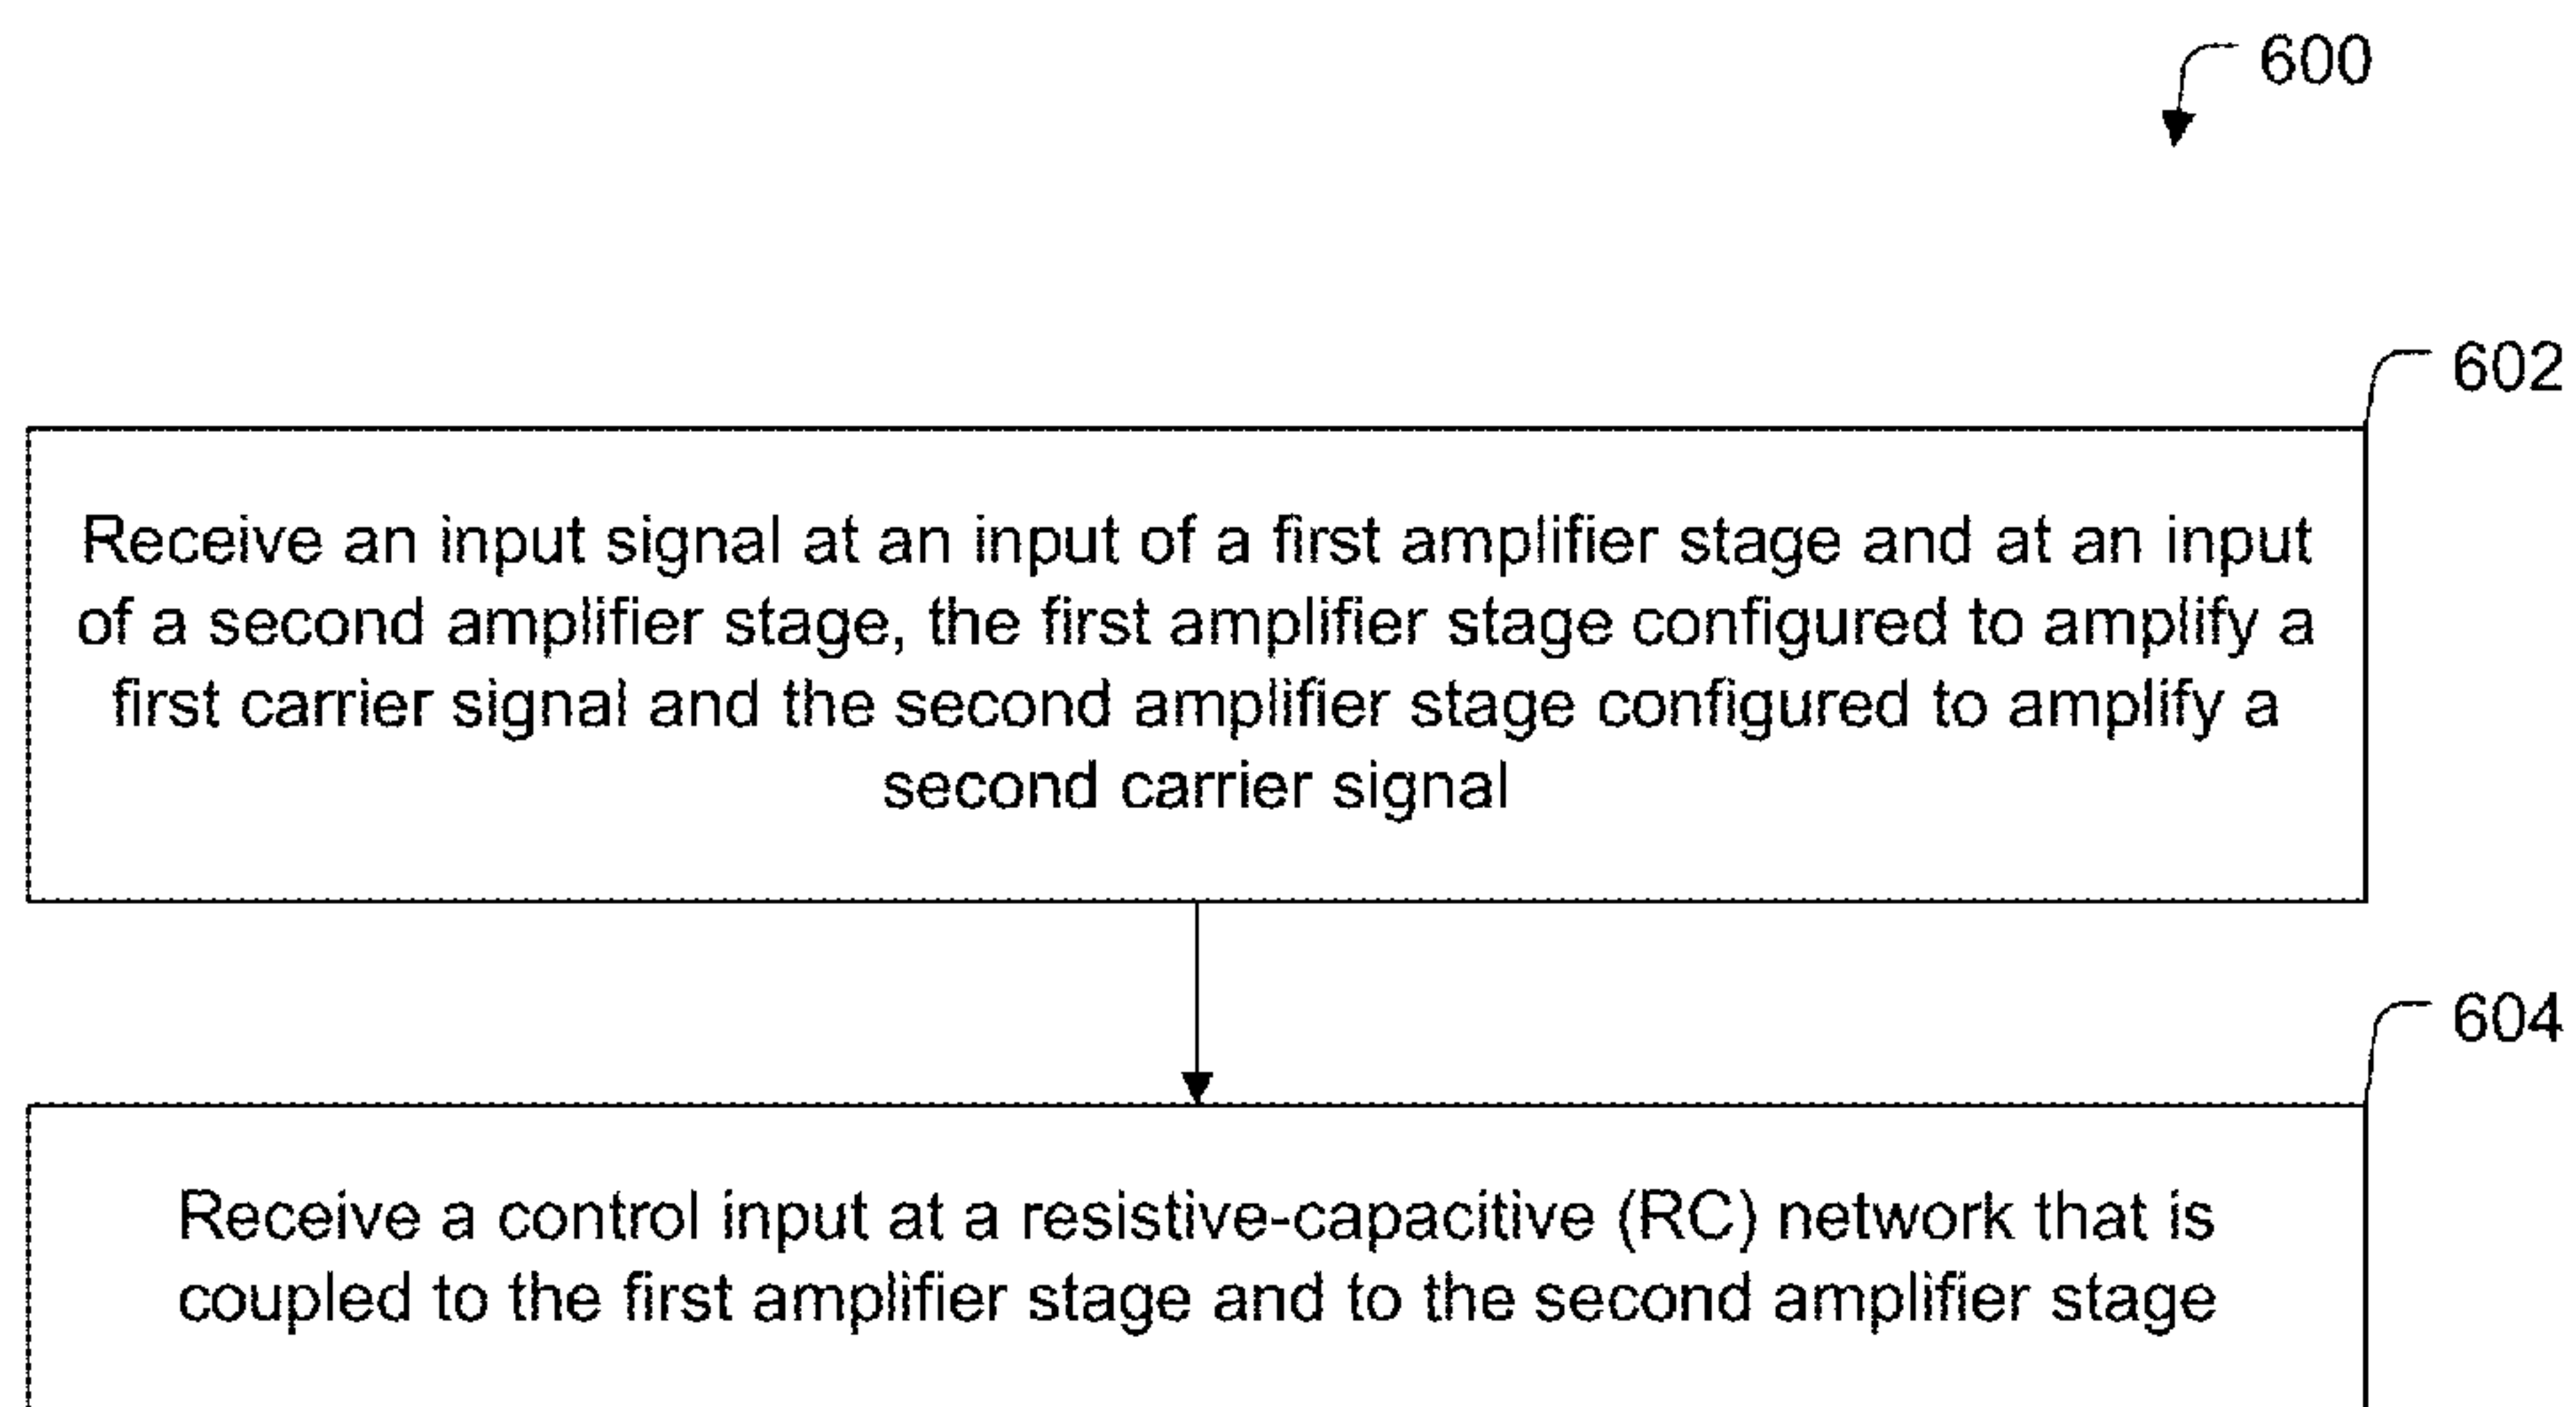 600
602
Receive an input signal at an input of a first amplifier stage and at an input
of a second amplifier stage, the first amplifier stage configured to amplify a
first carrier signal and the second amplifier stage configured to amplify a
second carrier signal
604
Receive a control input at a resistive-capacitive (RC) network that is
coupled to the first amplifier stage and to the second amplifier stage